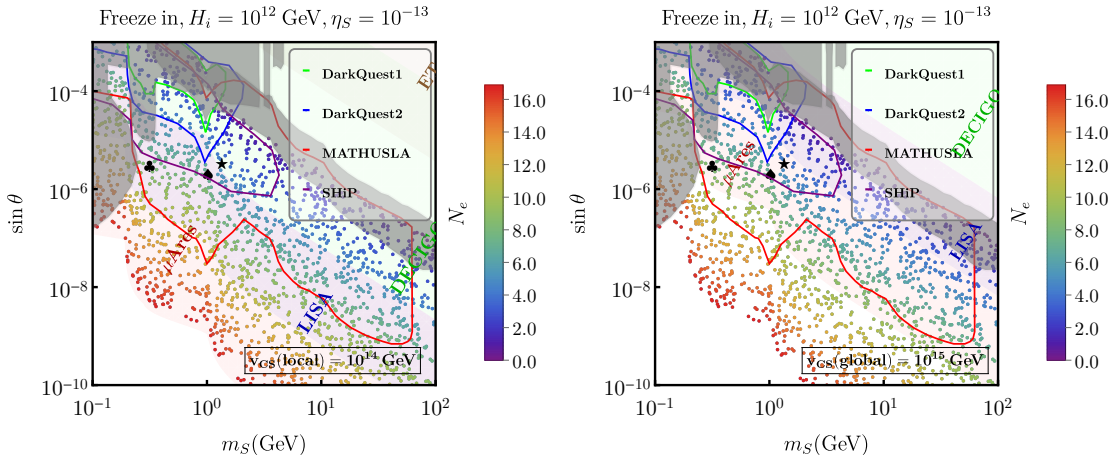 Freeze in, H_i = 10^12 GeV, η_S = 10^−13
10^−4
10^−6
10^−8
10^−10
sin θ
10^−1
10^0
10^1
10^2
m_S(GeV)
DarkQuest1
DarkQuest2
MATHUSLA
SHiP
ET
μAres
LISA
DECIGO
v_CS(local) = 10^14 GeV
N_e
16.0
14.0
12.0
10.0
8.0
6.0
4.0
2.0
0.0
Freeze in, H_i = 10^12 GeV, η_S = 10^−13
10^−4
10^−6
10^−8
10^−10
sin θ
10^−1
10^0
10^1
10^2
m_S(GeV)
DarkQuest1
DarkQuest2
MATHUSLA
SHiP
DECIGO
μAres
LISA
v_CS(global) = 10^15 GeV
N_e
16.0
14.0
12.0
10.0
8.0
6.0
4.0
2.0
0.0